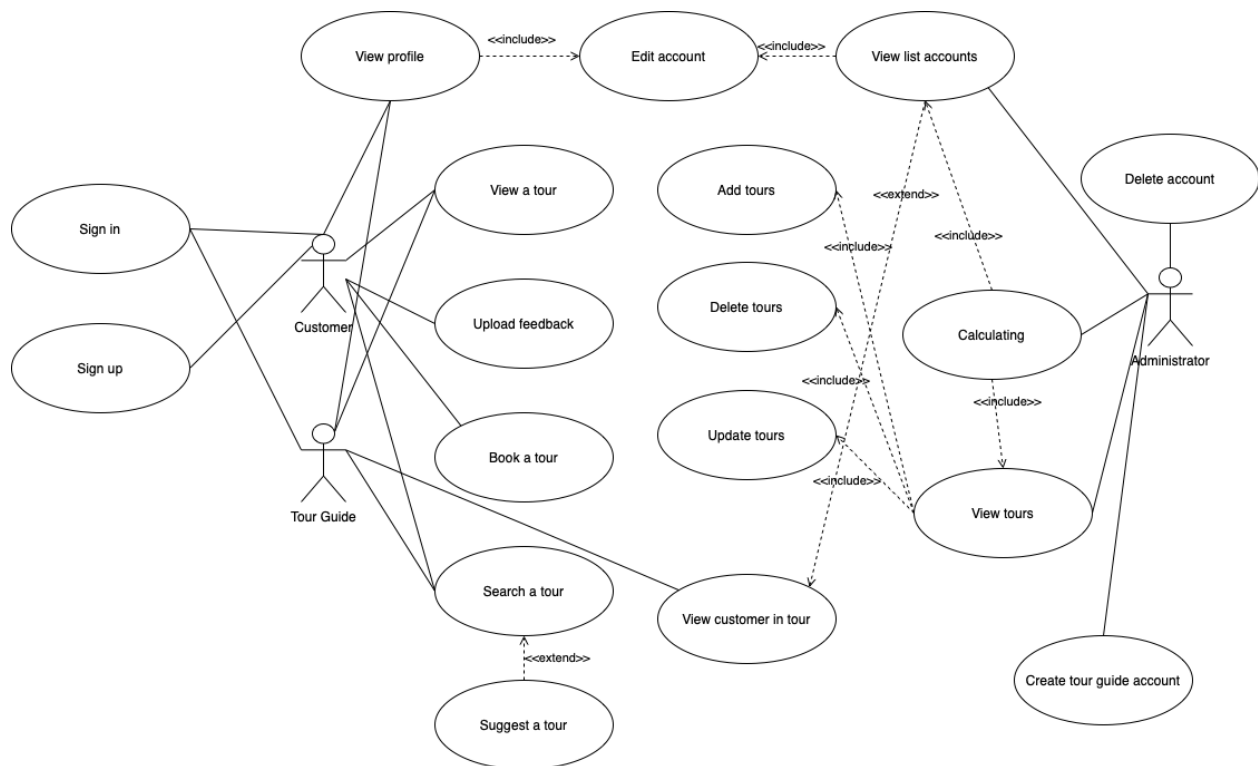 View profile
<<include>>
Edit account
<<include>>
View list accounts
Delete account
Sign in
View a tour
Add tours
<<extend>>
<<include>>
<<include>>
Customer
Upload feedback
Delete tours
Calculating
Administrator
Sign up
<<include>>
<<include>>
Update tours
Book a tour
<<include>>
Tour Guide
View tours
Search a tour
View customer in tour
<<extend>>
Create tour guide account
Suggest a tour